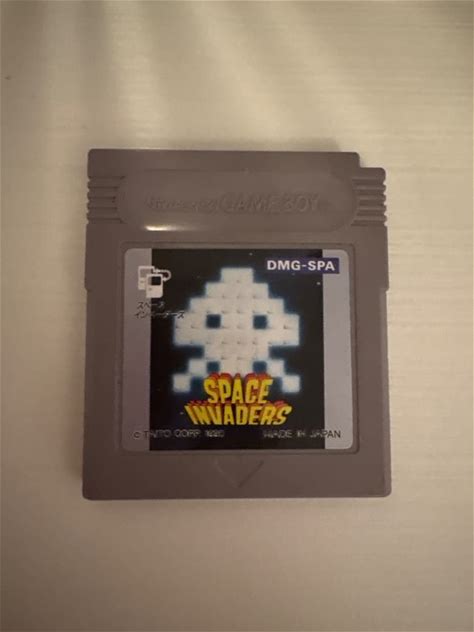 Nintendo GAME BOY
DMG-SPA
スペース
インベーダーズ
SPACE
INVADERS
© TAITO CORP. MADE IN JAPAN